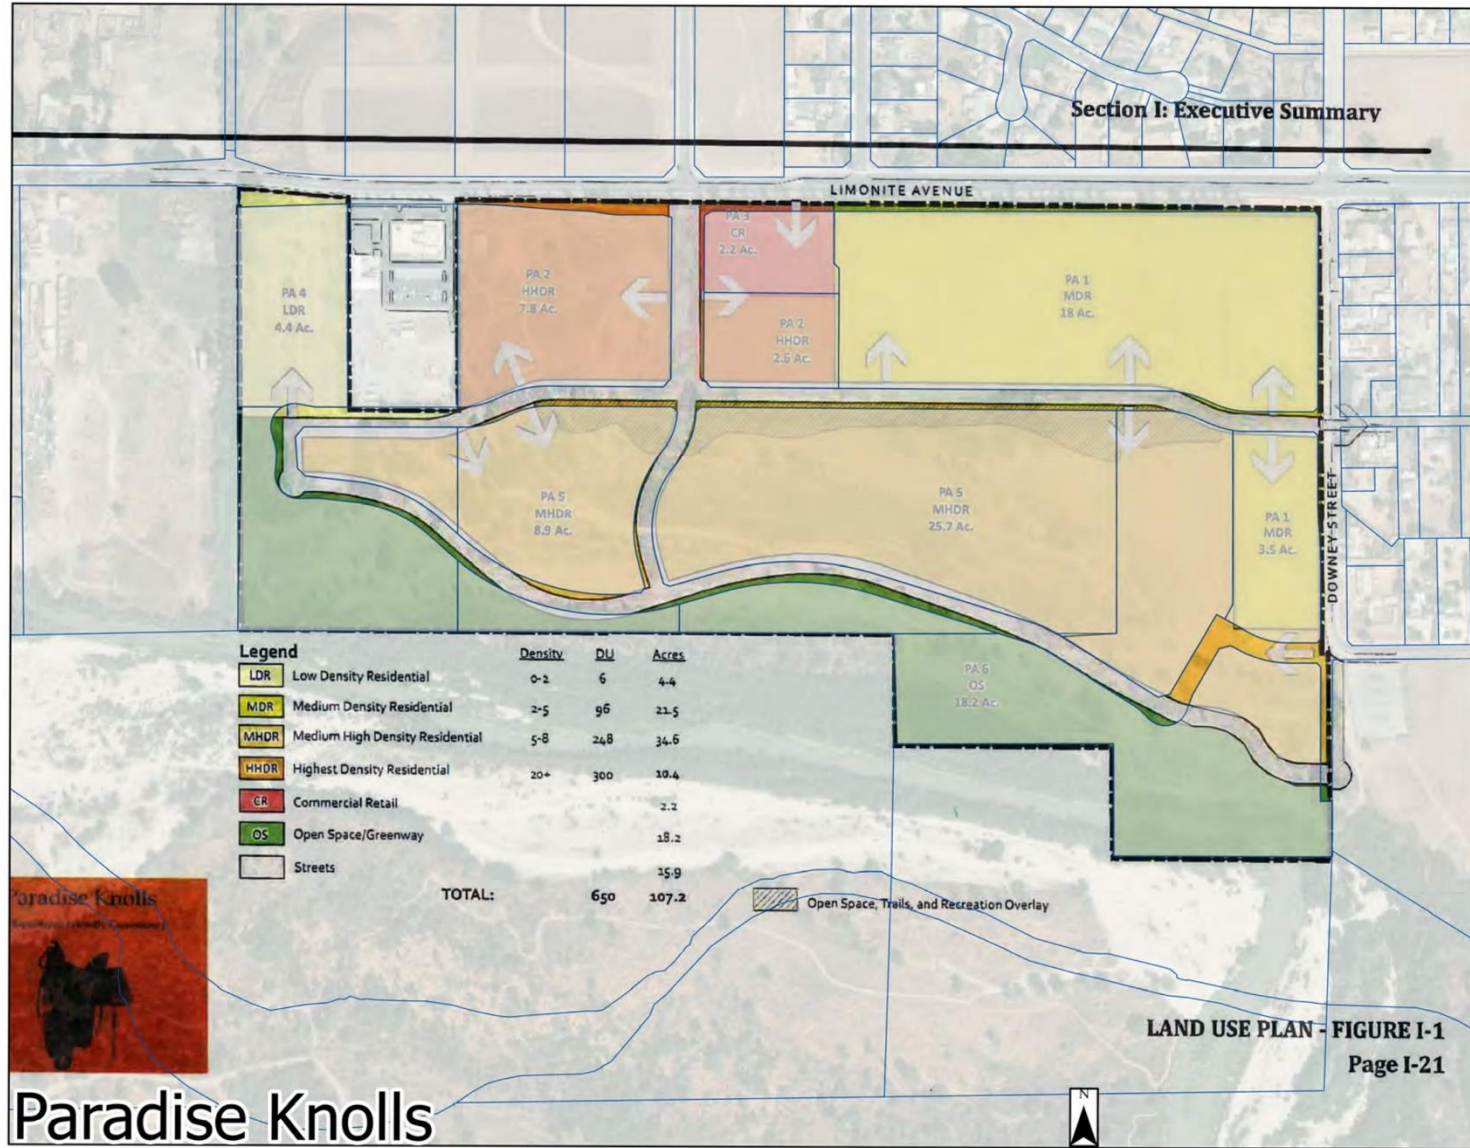 Section I: Executive Summary
LIMONITE AVENUE
PA 3
CR
2.2 Ac.
PA 4
LDR
4.4 Ac.
PA 2
HHDR
7.8 Ac.
PA 2
HHDR
2.6 Ac.
PA 1
MDR
18 Ac.
PA 5
MHDR
8.9 Ac.
PA 5
MHDR
25.7 Ac.
PA 1
MDR
3.5 Ac.
DOWNEY STREET
PA 6
OS
18.2 Ac.
Legend Density DU Acres
LDR Low Density Residential 0-2 6 4.4
MDR Medium Density Residential 2-5 96 21.5
MHDR Medium High Density Residential 5-8 248 34.6
HHDR Highest Density Residential 20+ 300 10.4
CR Commercial Retail 2.2
OS Open Space/Greenway 18.2
Streets 15.9
TOTAL: 650 107.2
Open Space, Trails, and Recreation Overlay
Paradise Knolls
LAND USE PLAN - FIGURE I-1
Page I-21
N
Paradise Knolls